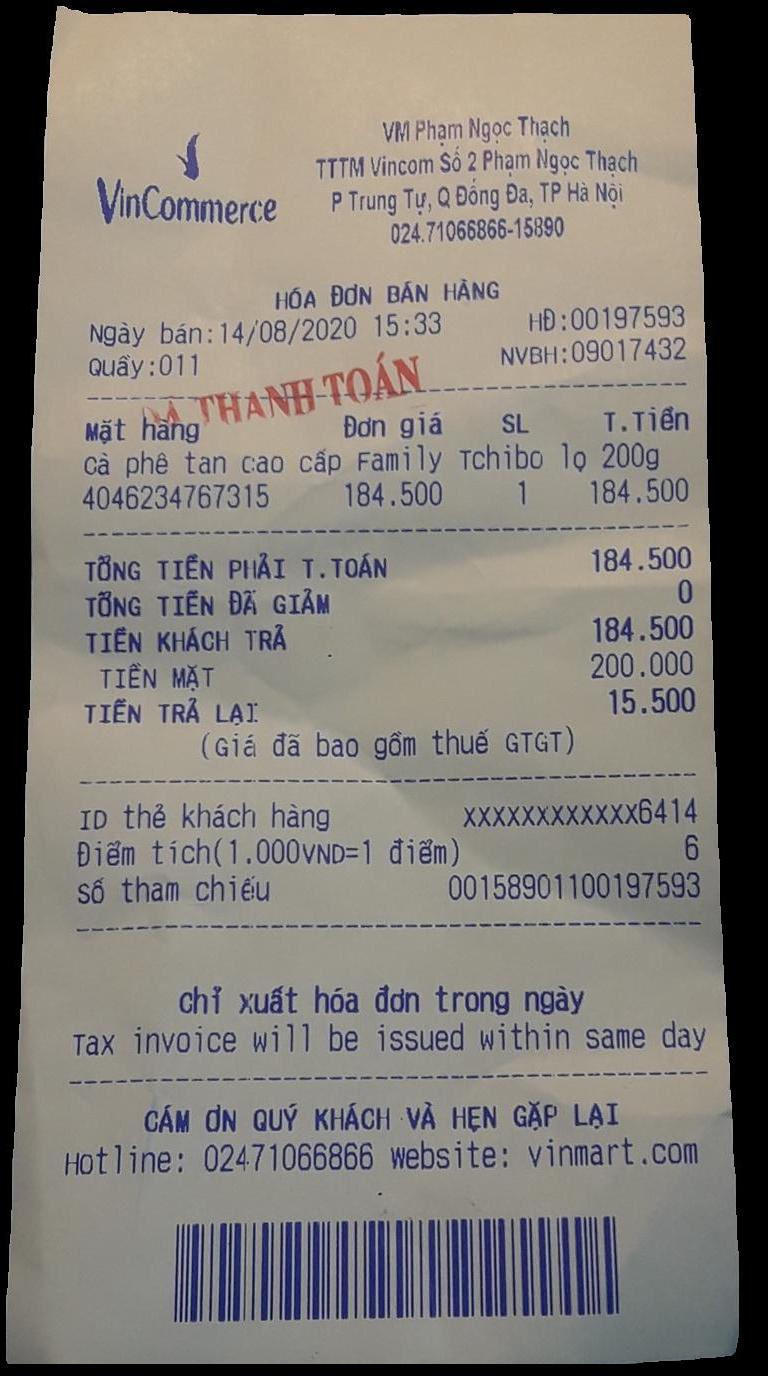 VinCommerce
VM Phạm Ngọc Thạch
TTTM Vincom Số 2 Phạm Ngọc Thạch
P Trung Tự, Q Đống Đa, TP Hà Nội
024.71066866-15890
HÓA ĐƠN BÁN HÀNG
Ngày bán:14/08/2020 15:33 HĐ:00197593
Quầy:011 NVBH:09017432
ĐÃ THANH TOÁN
Mặt hàng Đơn giá SL T.Tiền
Cà phê tan cao cấp Family Tchibo lọ 200g
4046234767315 184.500 1 184.500
TỔNG TIỀN PHẢI T.TOÁN 184.500
TỔNG TIỀN ĐÃ GIẢM 0
TIỀN KHÁCH TRẢ 184.500
TIỀN MẶT 200.000
TIỀN TRẢ LẠI 15.500
(Giá đã bao gồm thuế GTGT)
ID thẻ khách hàng XXXXXXXXXXXX6414
Điểm tích(1.000VND=1 điểm) 6
Số tham chiếu 00158901100197593
Chỉ xuất hóa đơn trong ngày
Tax invoice will be issued within same day
CÁM ƠN QUÝ KHÁCH VÀ HẸN GẶP LẠI
Hotline: 02471066866 Website: vinmart.com